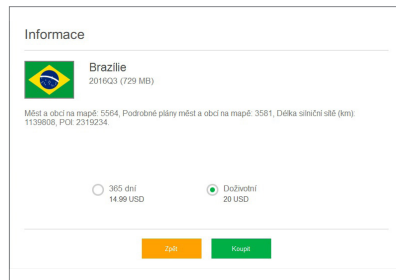 Informace
Brazílie
2016Q3 (729 MB)
Měst a obcí na mapě: 5564, Podrobné plány měst a obcí na mapě: 3581, Délka silniční sítě (km):
1139808, POI: 2319234.
365 dní
14.99 USD
Doživotní
20 USD
Zpět
Koupit